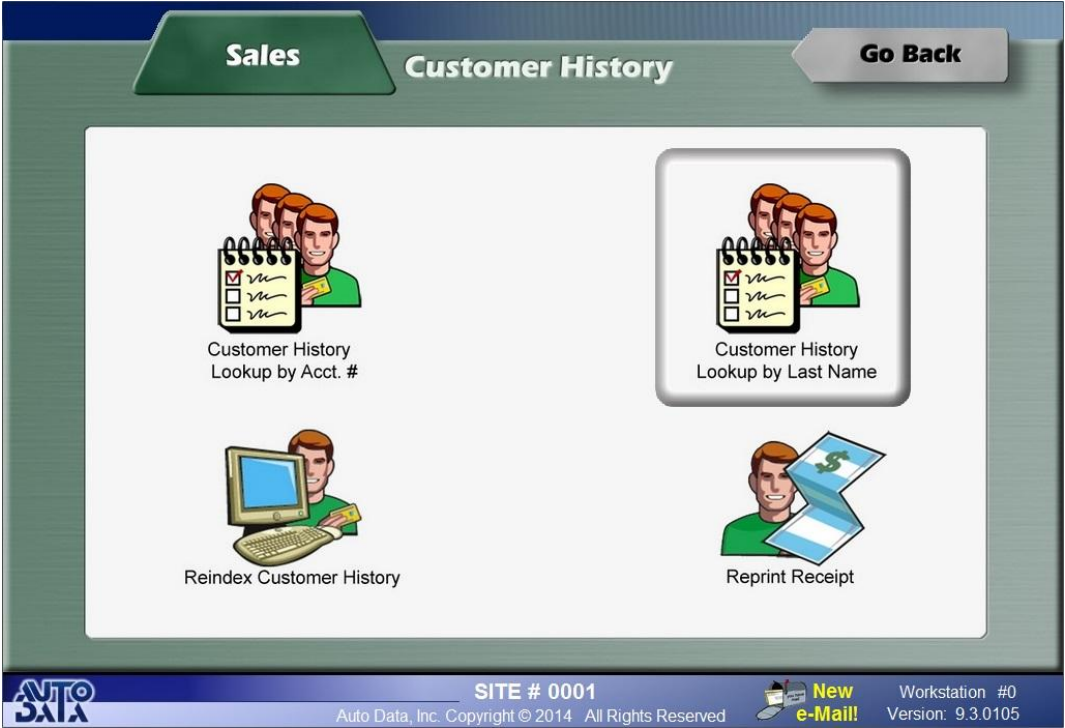 Sales
Customer History
Go Back
Customer History
Lookup by Acct. #
Customer History
Lookup by Last Name
Reindex Customer History
Reprint Receipt
AUTO
DATA
SITE # 0001
Auto Data, Inc. Copyright © 2014 All Rights Reserved
New
e-Mail!
Workstation #0
Version: 9.3.0105
$